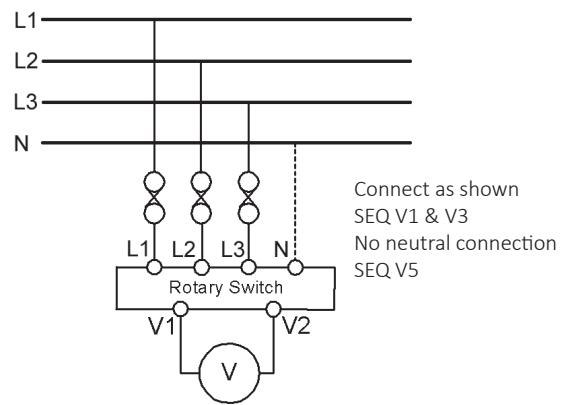 L1
L2
L3
N
Connect as shown
SEQ V1 & V3
No neutral connection
SEQ V5
L1 L2 L3 N
Rotary Switch
V1 V2
V